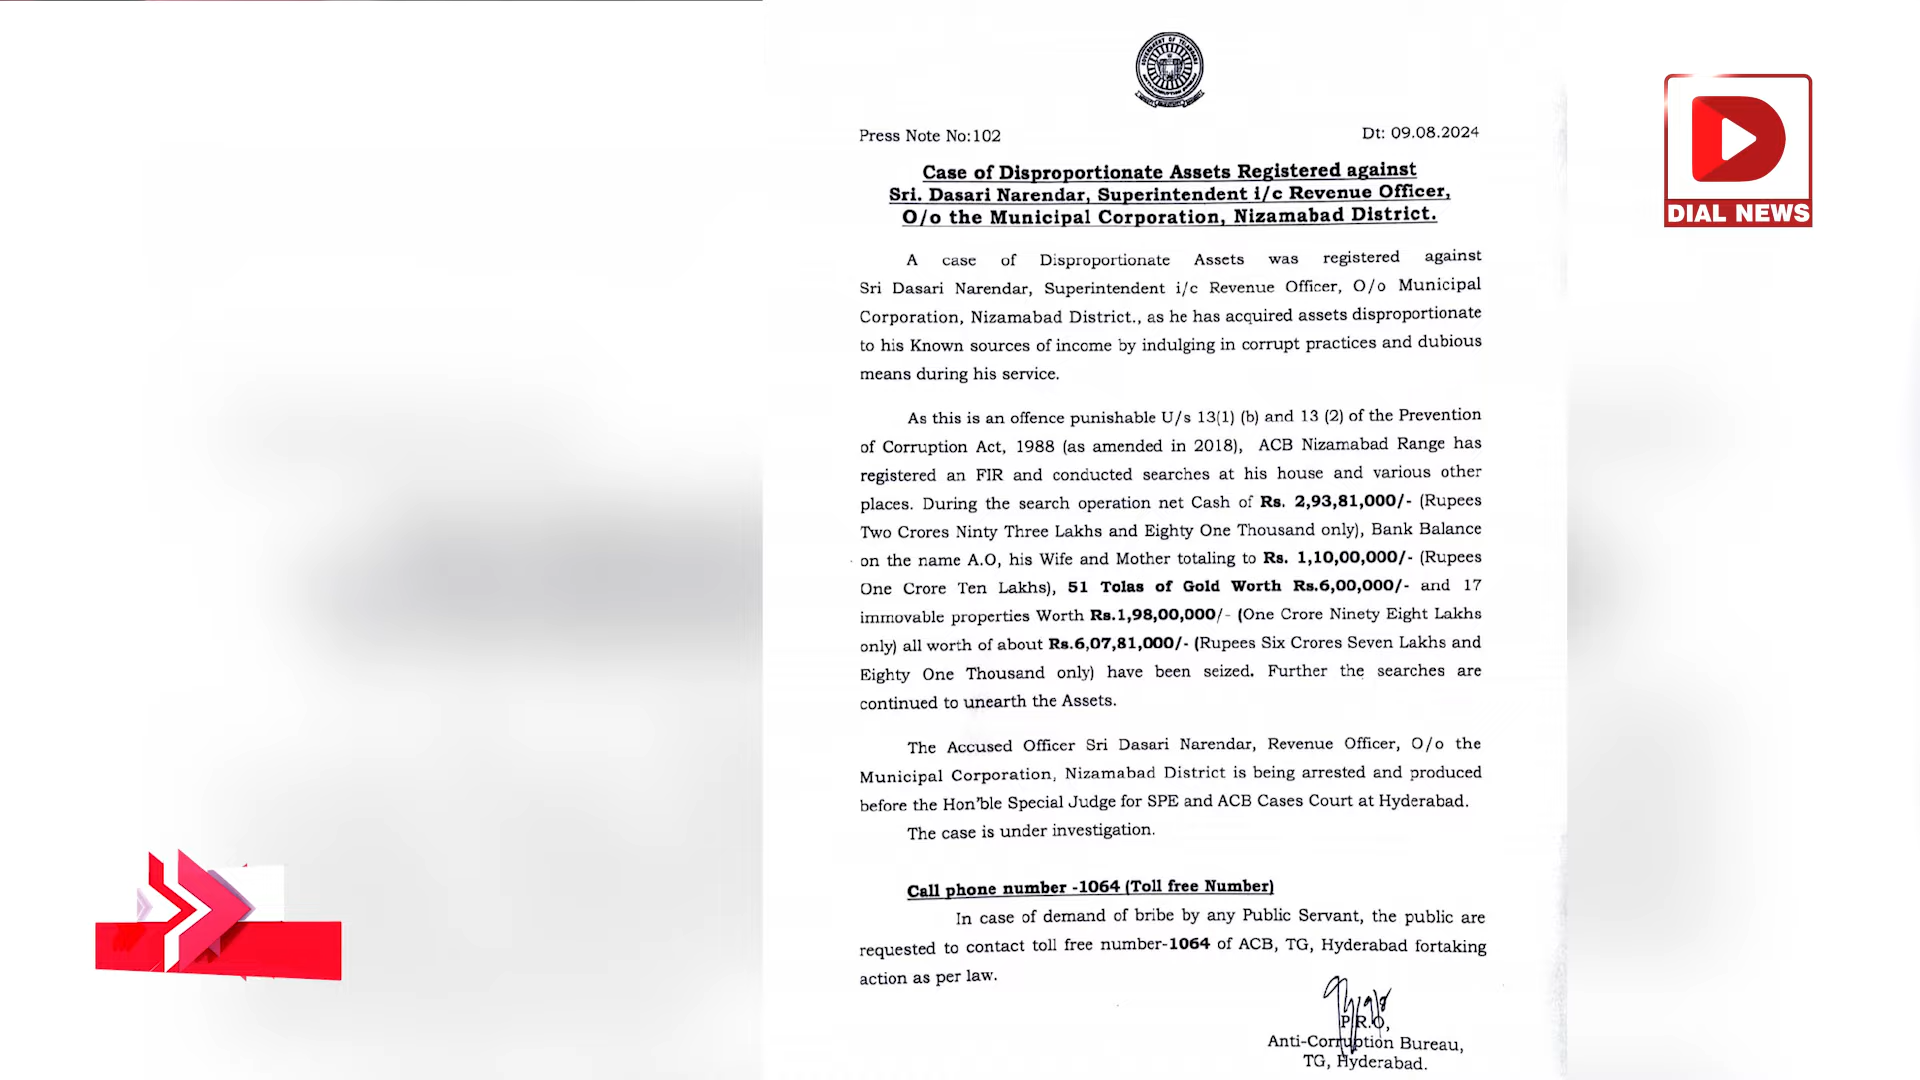 Press Note No:102
Dt: 09.08.2024
Case of Disproportionate Assets Registered against
Sri. Dasari Narendar, Superintendent i/c Revenue Officer,
O/o the Municipal Corporation, Nizamabad District.
A case of Disproportionate Assets was registered against
Sri Dasari Narendar, Superintendent i/c Revenue Officer, O/o Municipal
Corporation, Nizamabad District., as he has acquired assets disproportionate
to his Known sources of income by indulging in corrupt practices and dubious
means during his service.
As this is an offence punishable U/s 13(1) (b) and 13 (2) of the Prevention
of Corruption Act, 1988 (as amended in 2018), ACB Nizamabad Range has
registered an FIR and conducted searches at his house and various other
places. During the search operation net Cash of Rs. 2,93,81,000/- (Rupees
Two Crores Ninty Three Lakhs and Eighty One Thousand only), Bank Balance
on the name A.O, his Wife and Mother totaling to Rs. 1,10,00,000/- (Rupees
One Crore Ten Lakhs), 51 Tolas of Gold Worth Rs.6,00,000/- and 17
immovable properties Worth Rs.1,98,00,000/- (One Crore Ninety Eight Lakhs
only) all worth of about Rs.6,07,81,000/- (Rupees Six Crores Seven Lakhs and
Eighty One Thousand only) have been seized. Further the searches are
continued to unearth the Assets.
The Accused Officer Sri Dasari Narendar, Revenue Officer, O/o the
Municipal Corporation, Nizamabad District is being arrested and produced
before the Hon'ble Special Judge for SPE and ACB Cases Court at Hyderabad.
The case is under investigation.
Call phone number -1064 (Toll free Number)
In case of demand of bribe by any Public Servant, the public are
requested to contact toll free number-1064 of ACB, TG, Hyderabad fortaking
action as per law.
P.R.O,
Anti-Corruption Bureau,
TG, Hyderabad.
DIAL NEWS